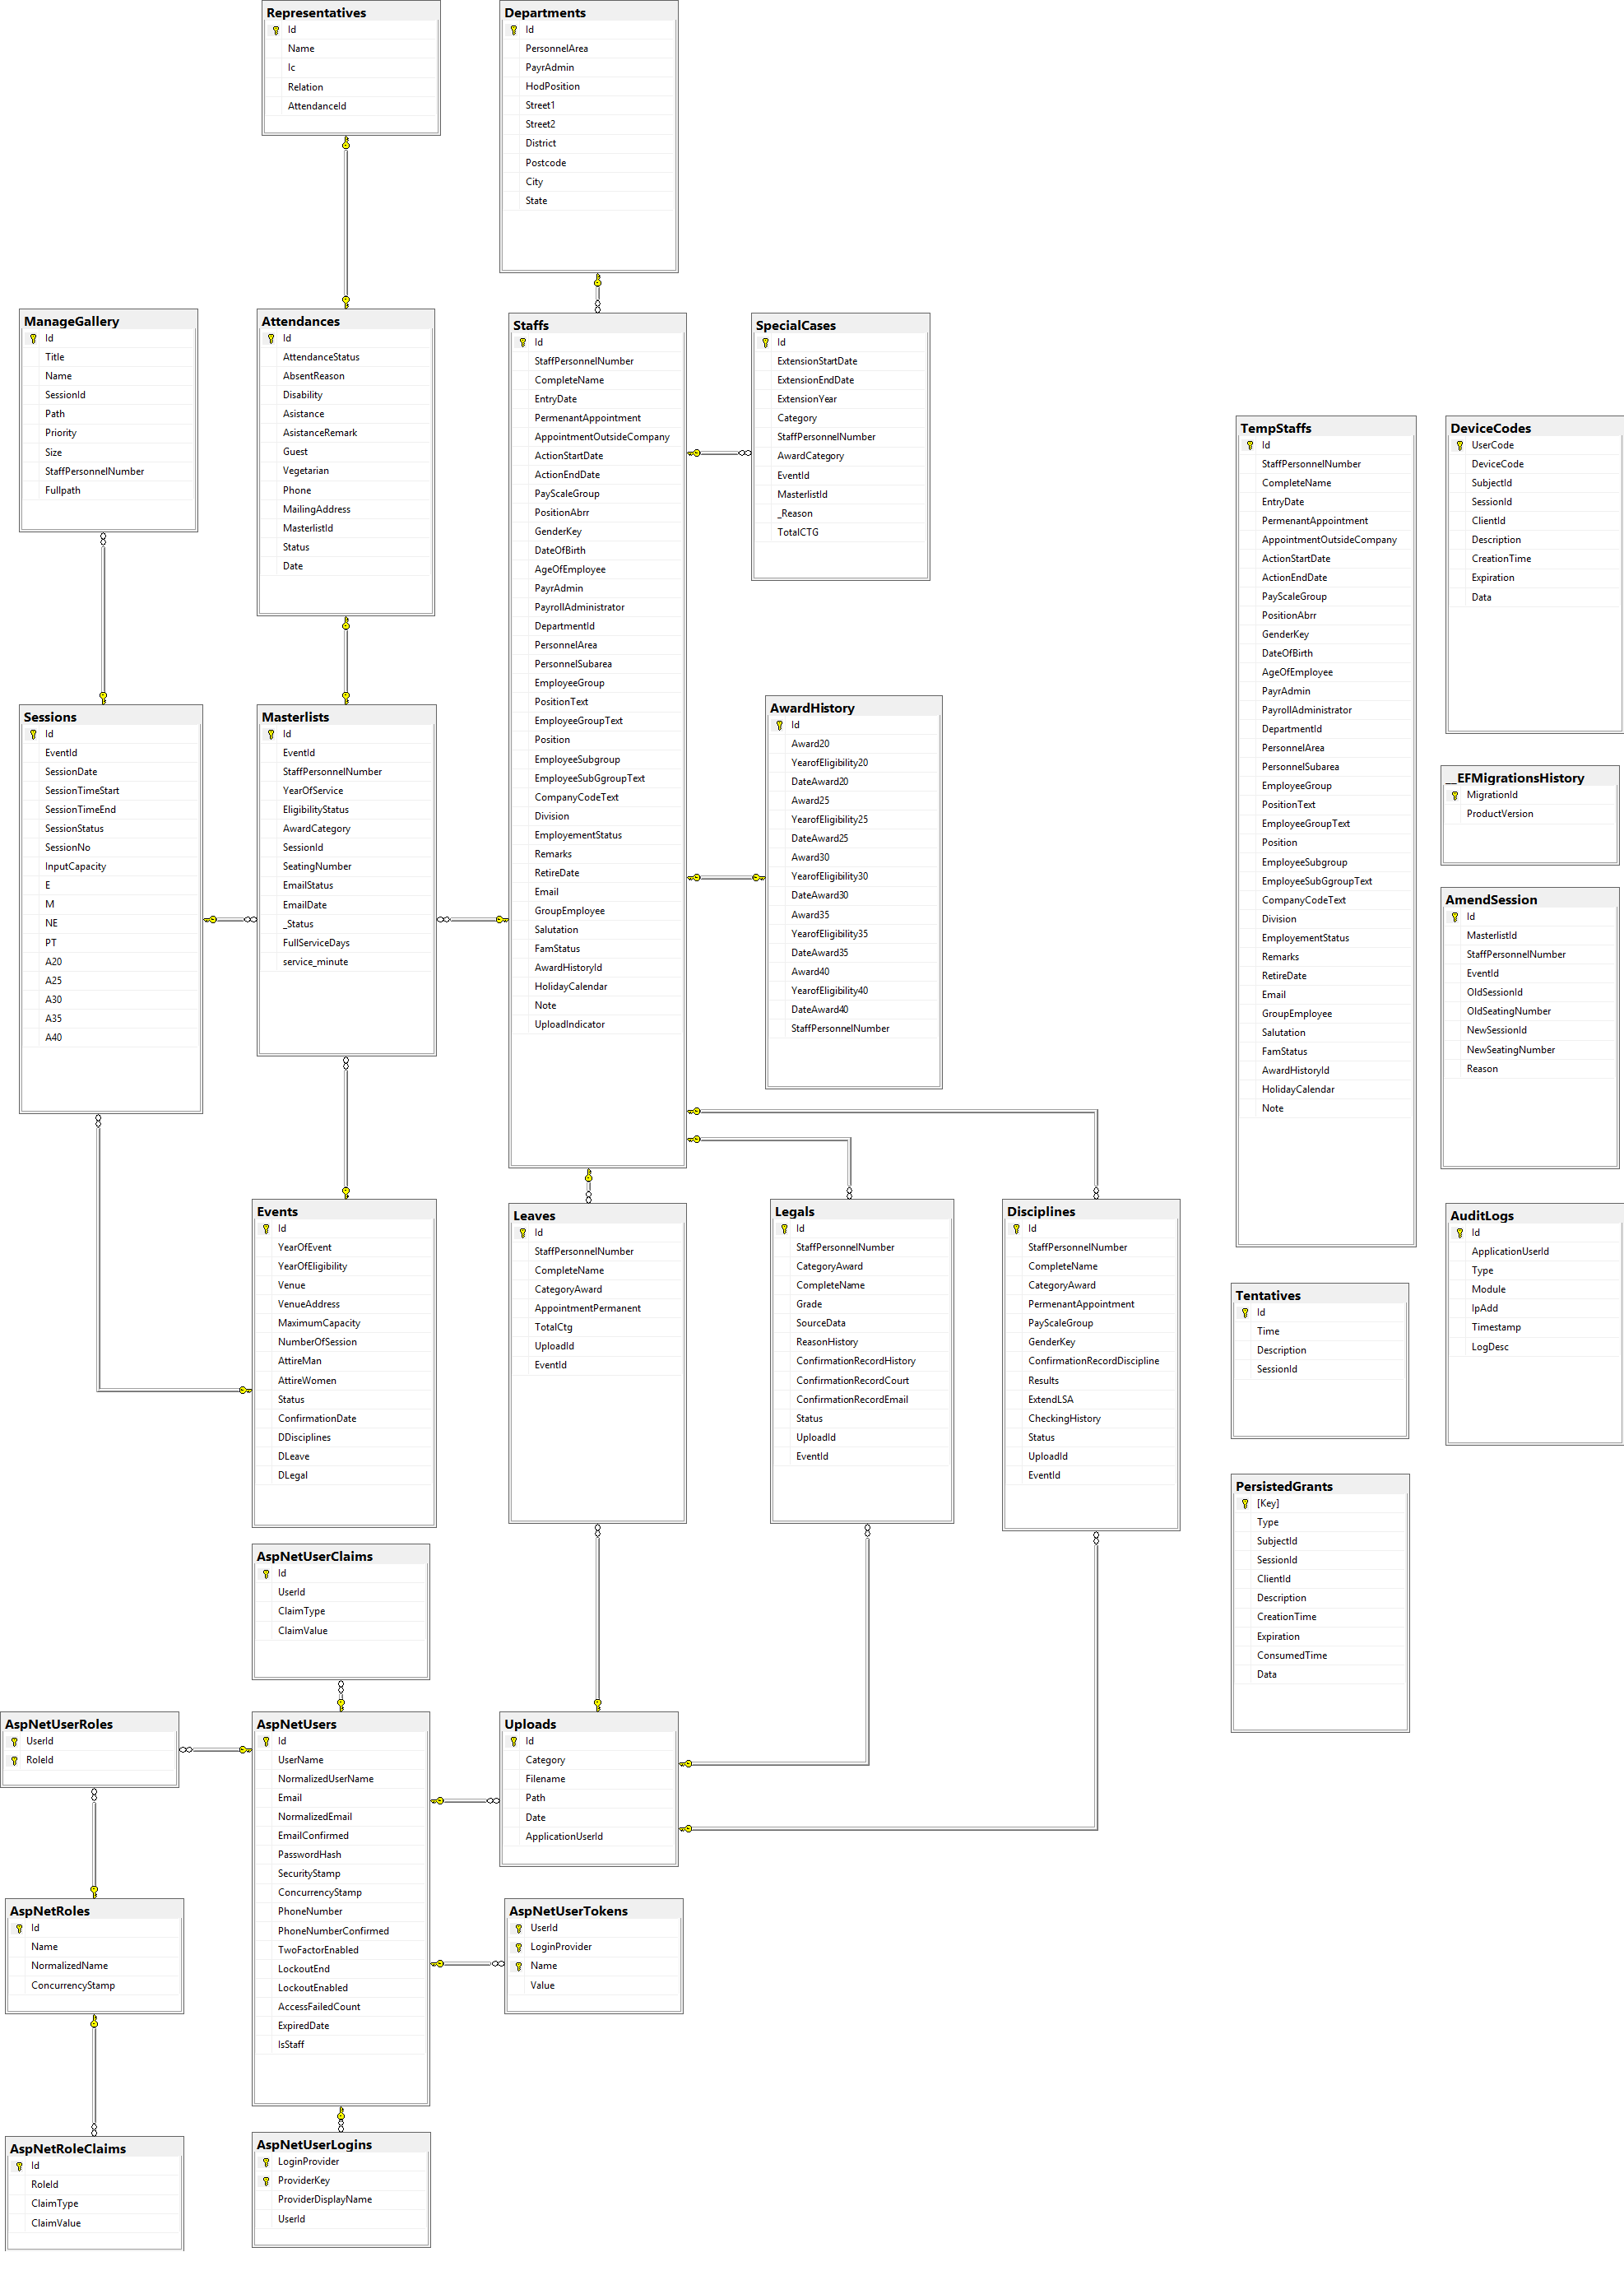 Representatives
Id
Name
Ic
Relation
AttendanceId
Departments
Id
PersonnelArea
PayrAdmin
HodPosition
Street1
Street2
District
Postcode
City
State
ManageGallery
Id
Title
Name
SessionId
Path
Priority
Size
StaffPersonnelNumber
Fullpath
Attendances
Id
AttendanceStatus
AbsentReason
Disability
Asistance
AsistanceRemark
Guest
Vegetarian
Phone
MailingAddress
MasterlistId
Status
Date
Staffs
Id
StaffPersonnelNumber
CompleteName
EntryDate
PermenantAppointment
AppointmentOutsideCompany
ActionStartDate
ActionEndDate
PayScaleGroup
PositionAbrr
GenderKey
DateOfBirth
AgeOfEmployee
PayrAdmin
PayrollAdministrator
DepartmentId
PersonnelArea
PersonnelSubarea
EmployeeGroup
PositionText
EmployeeGroupText
Position
EmployeeSubgroup
EmployeeSubGgroupText
CompanyCodeText
Division
EmployementStatus
Remarks
RetireDate
Email
GroupEmployee
Salutation
FamStatus
AwardHistoryId
HolidayCalendar
Note
UploadIndicator
SpecialCases
Id
ExtensionStartDate
ExtensionEndDate
ExtensionYear
Category
StaffPersonnelNumber
AwardCategory
EventId
MasterlistId
_Reason
TotalCTG
TempStaffs
Id
StaffPersonnelNumber
CompleteName
EntryDate
PermenantAppointment
AppointmentOutsideCompany
ActionStartDate
ActionEndDate
PayScaleGroup
PositionAbrr
GenderKey
DateOfBirth
AgeOfEmployee
PayrAdmin
PayrollAdministrator
DepartmentId
PersonnelArea
PersonnelSubarea
EmployeeGroup
PositionText
EmployeeGroupText
Position
EmployeeSubgroup
EmployeeSubGgroupText
CompanyCodeText
Division
EmployementStatus
Remarks
RetireDate
Email
GroupEmployee
Salutation
FamStatus
AwardHistoryId
HolidayCalendar
Note
DeviceCodes
UserCode
DeviceCode
SubjectId
SessionId
ClientId
Description
CreationTime
Expiration
Data
Sessions
Id
EventId
SessionDate
SessionTimeStart
SessionTimeEnd
SessionStatus
SessionNo
InputCapacity
E
M
NE
PT
A20
A25
A30
A35
A40
Masterlists
Id
EventId
StaffPersonnelNumber
YearOfService
EligibilityStatus
AwardCategory
SessionId
SeatingNumber
EmailStatus
EmailDate
_Status
FullServiceDays
service_minute
AwardHistory
Id
Award20
YearofEligibility20
DateAward20
Award25
YearofEligibility25
DateAward25
Award30
YearofEligibility30
DateAward30
Award35
YearofEligibility35
DateAward35
Award40
YearofEligibility40
DateAward40
StaffPersonnelNumber
__EFMigrationsHistory
MigrationId
ProductVersion
AmendSession
Id
MasterlistId
StaffPersonnelNumber
EventId
OldSessionId
OldSeatingNumber
NewSessionId
NewSeatingNumber
Reason
Events
Id
YearOfEvent
YearOfEligibility
Venue
VenueAddress
MaximumCapacity
NumberOfSession
AttireMan
AttireWomen
Status
ConfirmationDate
DDisciplines
DLeave
DLegal
Leaves
Id
StaffPersonnelNumber
CompleteName
CategoryAward
AppointmentPermanent
TotalCtg
UploadId
EventId
Legals
Id
StaffPersonnelNumber
CategoryAward
CompleteName
Grade
SourceData
ReasonHistory
ConfirmationRecordHistory
ConfirmationRecordCourt
ConfirmationRecordEmail
Status
UploadId
EventId
Disciplines
Id
StaffPersonnelNumber
CompleteName
CategoryAward
PermenantAppointment
PayScaleGroup
GenderKey
ConfirmationRecordDiscipline
Results
ExtendLSA
CheckingHistory
Status
UploadId
EventId
AuditLogs
Id
ApplicationUserId
Type
Module
IpAdd
Timestamp
LogDesc
Tentatives
Id
Time
Description
SessionId
PersistedGrants
[Key]
Type
SubjectId
SessionId
ClientId
Description
CreationTime
Expiration
ConsumedTime
Data
AspNetUserClaims
Id
UserId
ClaimType
ClaimValue
AspNetUserRoles
UserId
RoleId
AspNetUsers
Id
UserName
NormalizedUserName
Email
NormalizedEmail
EmailConfirmed
PasswordHash
SecurityStamp
ConcurrencyStamp
PhoneNumber
PhoneNumberConfirmed
TwoFactorEnabled
LockoutEnd
LockoutEnabled
AccessFailedCount
ExpiredDate
IsStaff
Uploads
Id
Category
Filename
Path
Date
ApplicationUserId
AspNetRoles
Id
Name
NormalizedName
ConcurrencyStamp
AspNetUserTokens
UserId
LoginProvider
Name
Value
AspNetRoleClaims
Id
RoleId
ClaimType
ClaimValue
AspNetUserLogins
LoginProvider
ProviderKey
ProviderDisplayName
UserId